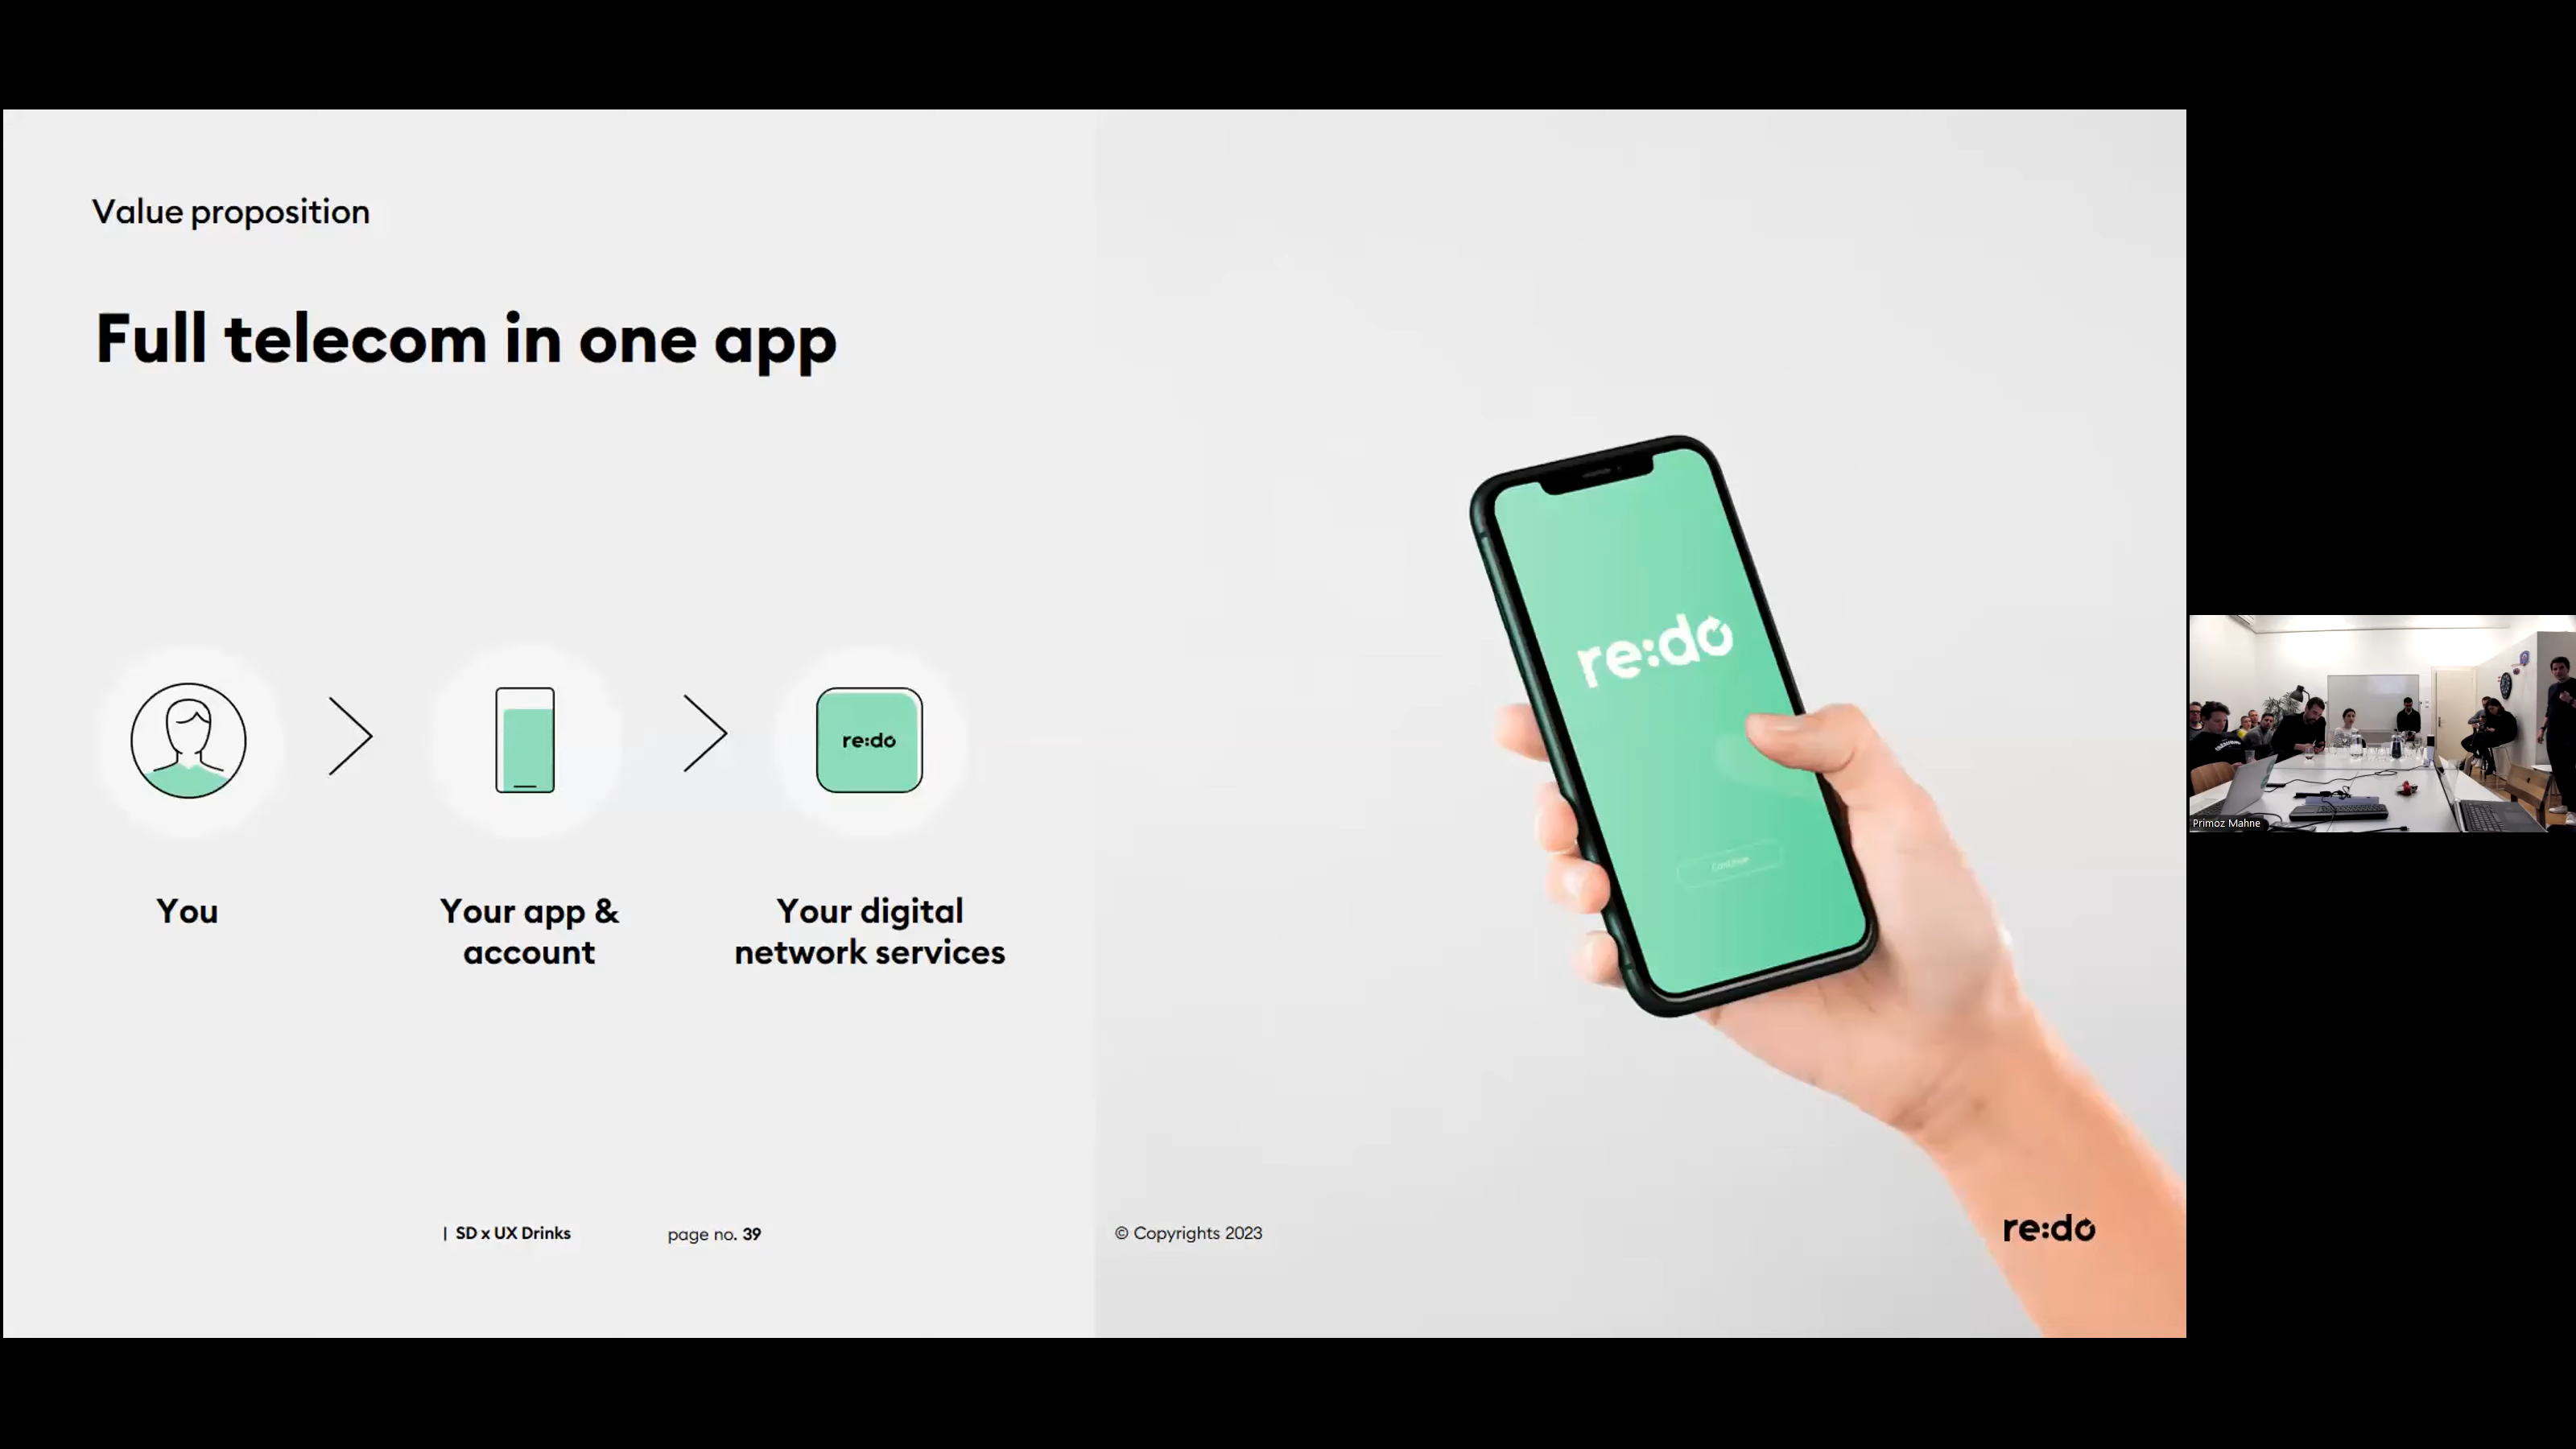 Value proposition
Full telecom in one app
re:do
re:do
You
Your app &
account
Your digital
network services
Primoz Mahne
| SD x UX Drinks
page no. 39
© Copyrights 2023
re:do